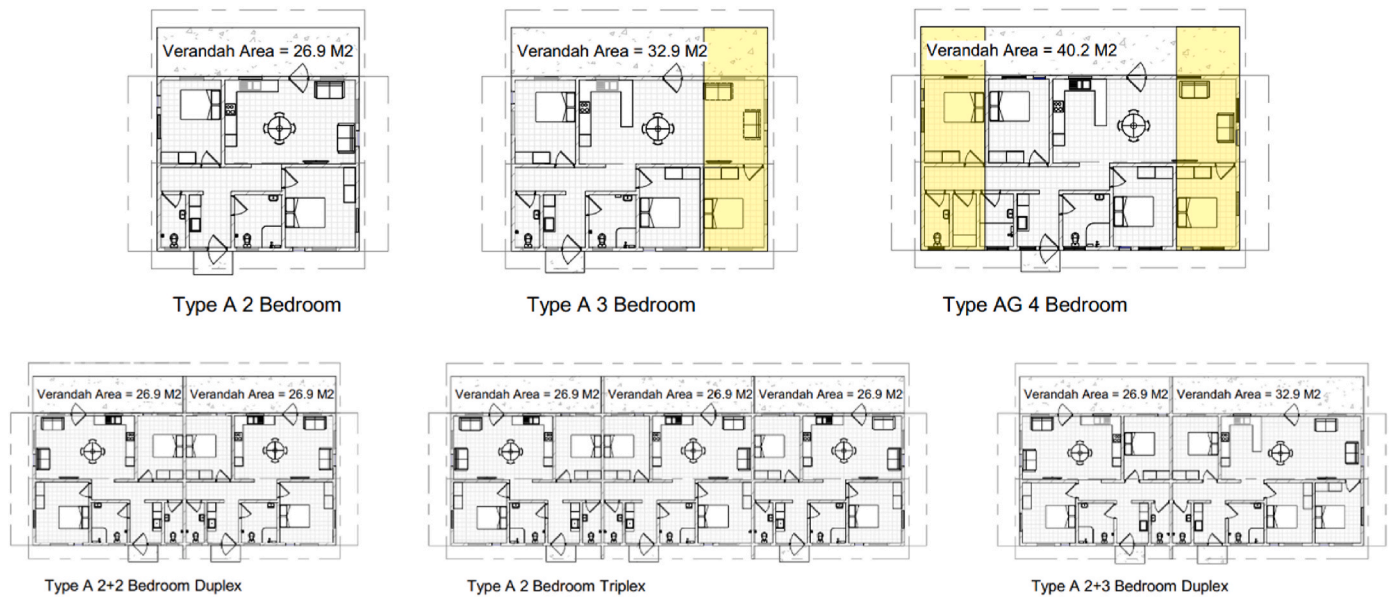 Verandah Area = 26.9 M2
Verandah Area = 32.9 M2
Verandah Area = 40.2 M2
Type A 2 Bedroom
Type A 3 Bedroom
Type AG 4 Bedroom
Verandah Area = 26.9 M2
Verandah Area = 26.9 M2
Verandah Area = 26.9 M2
Verandah Area = 26.9 M2
Verandah Area = 26.9 M2
Verandah Area = 26.9 M2
Verandah Area = 32.9 M2
Type A 2+2 Bedroom Duplex
Type A 2 Bedroom Triplex
Type A 2+3 Bedroom Duplex